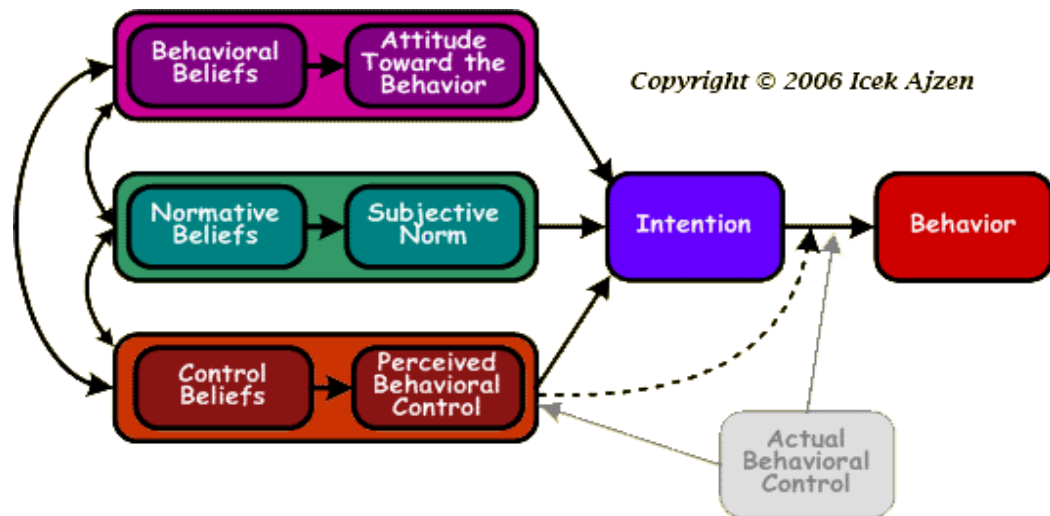 Behavioral
Beliefs
Attitude
Toward the
Behavior
Copyright © 2006 Icek Ajzen
Normative
Beliefs
Subjective
Norm
Intention
Behavior
Control
Beliefs
Perceived
Behavioral
Control
Actual
Behavioral
Control